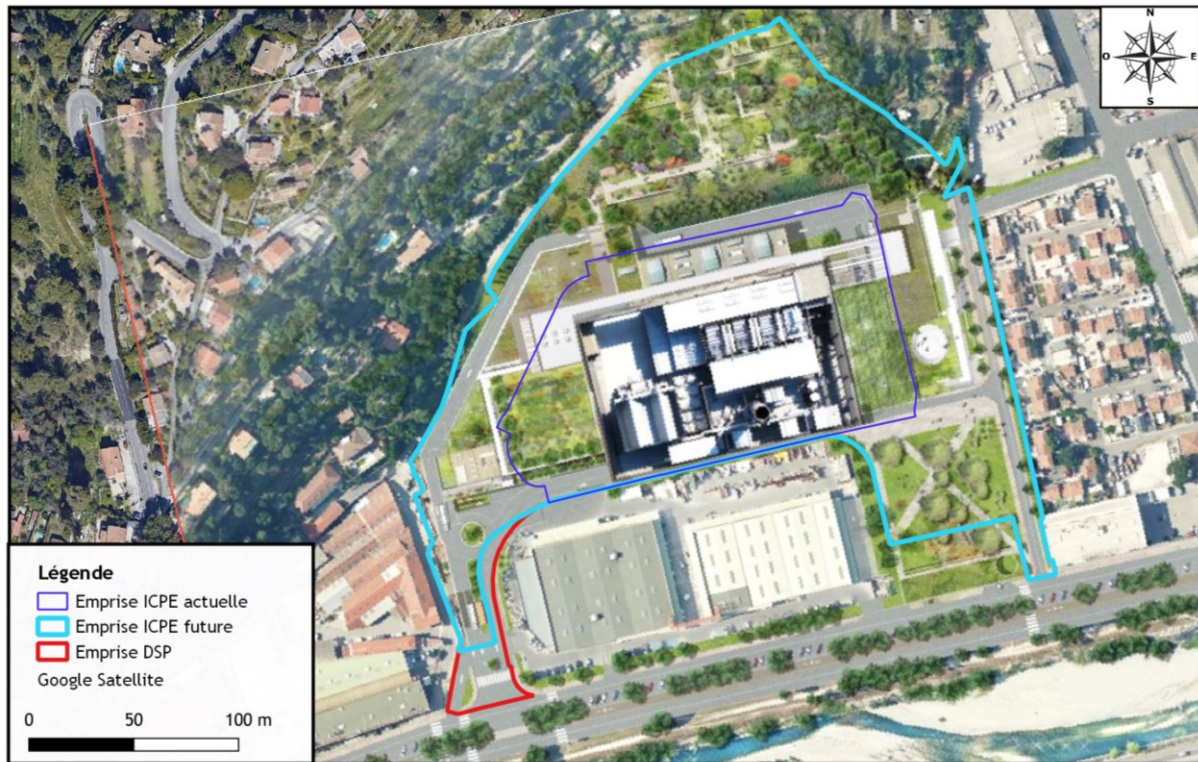 N
O
E
S
Légende
Emprise ICPE actuelle
Emprise ICPE future
Emprise DSP
Google Satellite
0 50 100 m